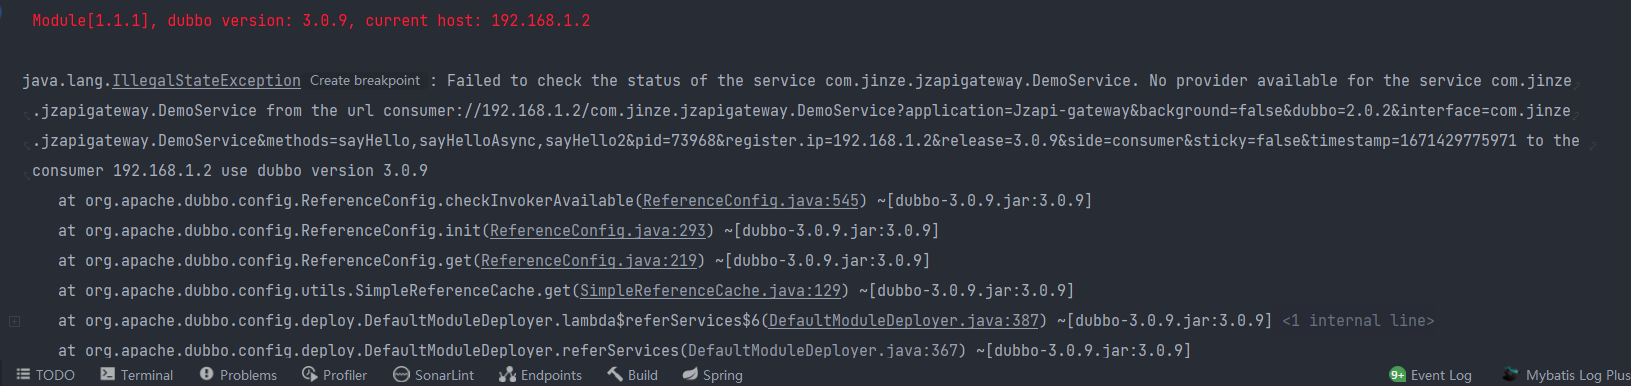 Module[1.1.1], dubbo version: 3.0.9, current host: 192.168.1.2
java.lang.IllegalStateException Create breakpoint : Failed to check the status of the service com.jinze.jzapigateway.DemoService. No provider available for the service com.jinze
.jzapigateway.DemoService from the url consumer://192.168.1.2/com.jinze.jzapigateway.DemoService?application=Jzapi-gateway&background=false&dubbo=2.0.2&interface=com.jinze
.jzapigateway.DemoService&methods=sayHello,sayHelloAsync,sayHello2&pid=73968&register.ip=192.168.1.2&release=3.0.9&side=consumer&sticky=false&timestamp=1671429775971 to the
consumer 192.168.1.2 use dubbo version 3.0.9
at org.apache.dubbo.config.ReferenceConfig.checkInvokerAvailable(ReferenceConfig.java:545) ~[dubbo-3.0.9.jar:3.0.9]
at org.apache.dubbo.config.ReferenceConfig.init(ReferenceConfig.java:293) ~[dubbo-3.0.9.jar:3.0.9]
at org.apache.dubbo.config.ReferenceConfig.get(ReferenceConfig.java:219) ~[dubbo-3.0.9.jar:3.0.9]
at org.apache.dubbo.config.utils.SimpleReferenceCache.get(SimpleReferenceCache.java:129) ~[dubbo-3.0.9.jar:3.0.9]
at org.apache.dubbo.config.deploy.DefaultModuleDeployer.lambda$referServices$6(DefaultModuleDeployer.java:387) ~[dubbo-3.0.9.jar:3.0.9] <1 internal line>
at org.apache.dubbo.config.deploy.DefaultModuleDeployer.referServices(DefaultModuleDeployer.java:367) ~[dubbo-3.0.9.jar:3.0.9]
TODO Terminal Problems Profiler SonarLint Endpoints Build Spring 9+ Event Log Mybatis Log Plus